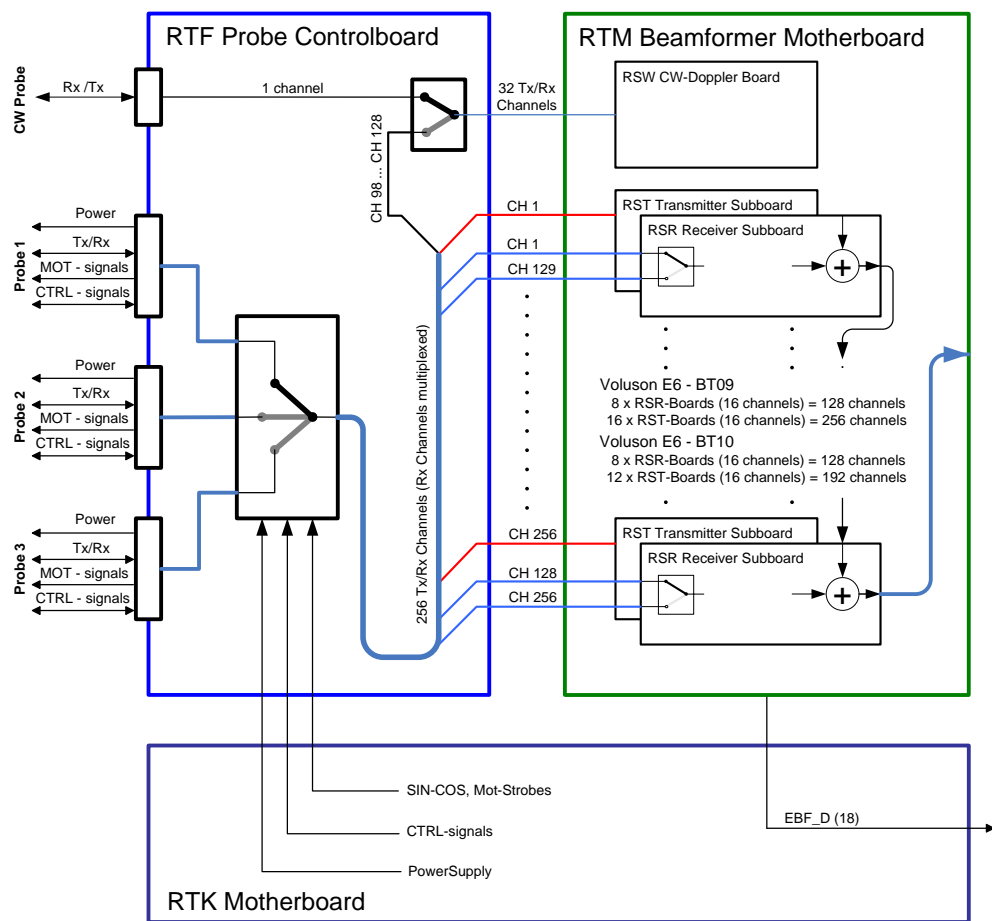 RTF Probe Controlboard
RTM Beamformer Motherboard
CW Probe
Rx /Tx
1 channel
32 Tx/Rx
Channels
RSW CW-Doppler Board
CH 98 ... CH 128
Probe 1
Power
Tx/Rx
MOT - signals
CTRL - signals
CH 1
CH 1
CH 129
RST Transmitter Subboard
RSR Receiver Subboard
+
Probe 2
Power
Tx/Rx
MOT - signals
CTRL - signals
256 Tx/Rx Channels (Rx Channels multiplexed)
Voluson E6 - BT09
8 x RSR-Boards (16 channels) = 128 channels
16 x RST-Boards (16 channels) = 256 channels
Voluson E6 - BT10
8 x RSR-Boards (16 channels) = 128 channels
12 x RST-Boards (16 channels) = 192 channels
Probe 3
Power
Tx/Rx
MOT - signals
CTRL - signals
CH 256
CH 128
CH 256
RST Transmitter Subboard
RSR Receiver Subboard
+
SIN-COS, Mot-Strobes
CTRL-signals
PowerSupply
EBF_D (18)
RTK Motherboard